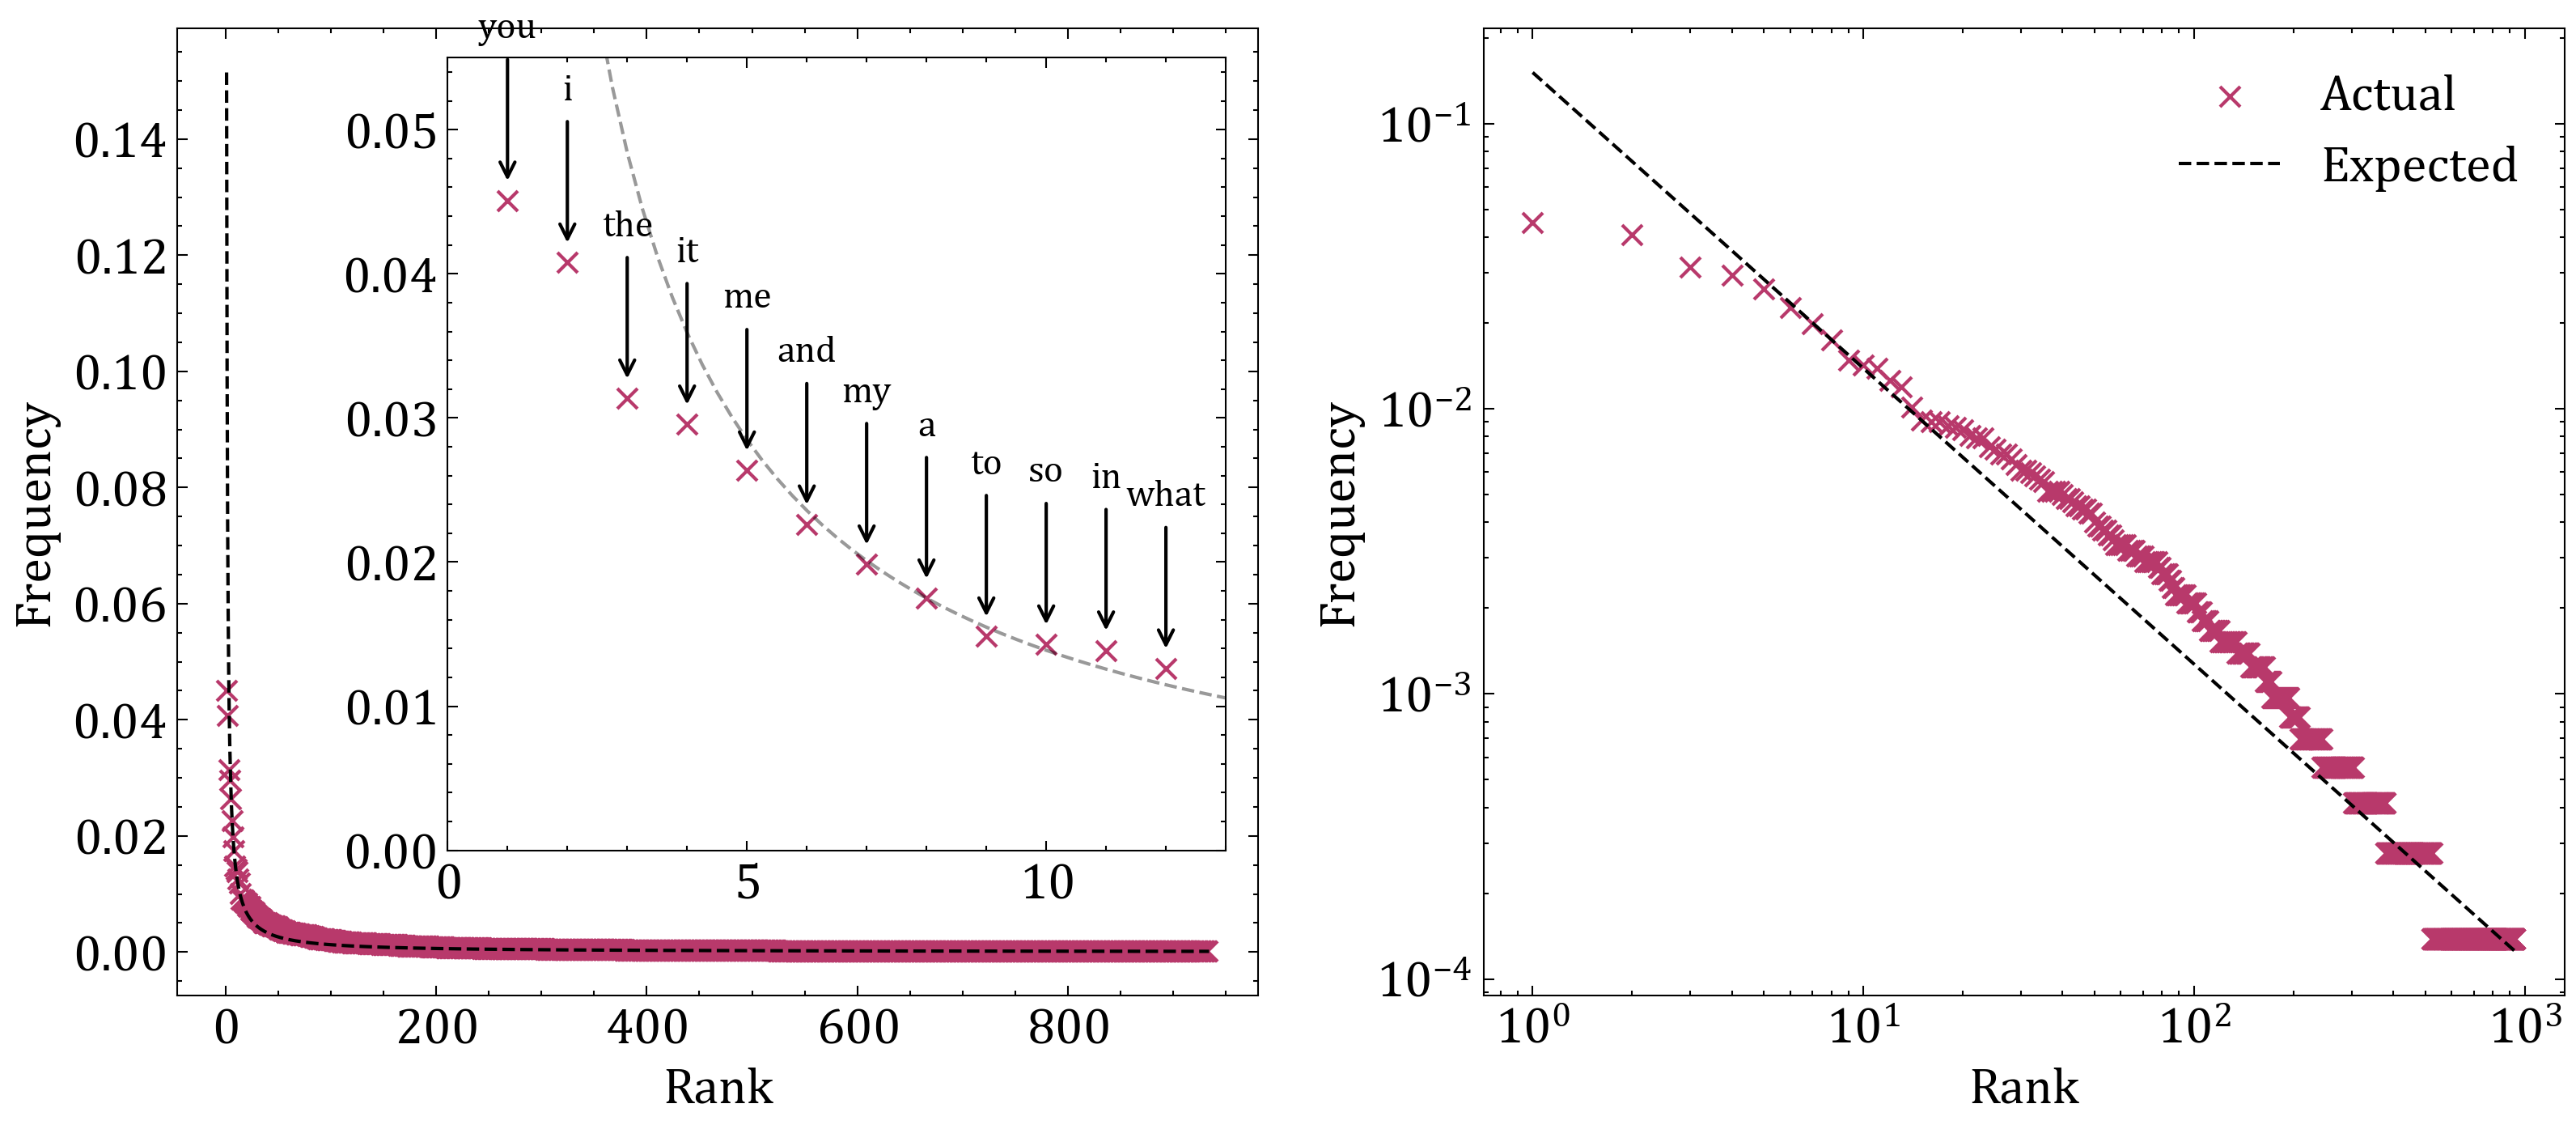 Frequency
0.14
0.12
0.10
0.08
0.06
0.04
0.02
0.00
0 200 400 600 800
Rank
0.05
0.04
0.03
0.02
0.01
0.00
0 5 10
you
i
the
it
me
and
my
a
to
so
in
what
Frequency
10⁻¹
10⁻²
10⁻³
10⁻⁴
10⁰ 10¹ 10² 10³
Rank
Actual
Expected